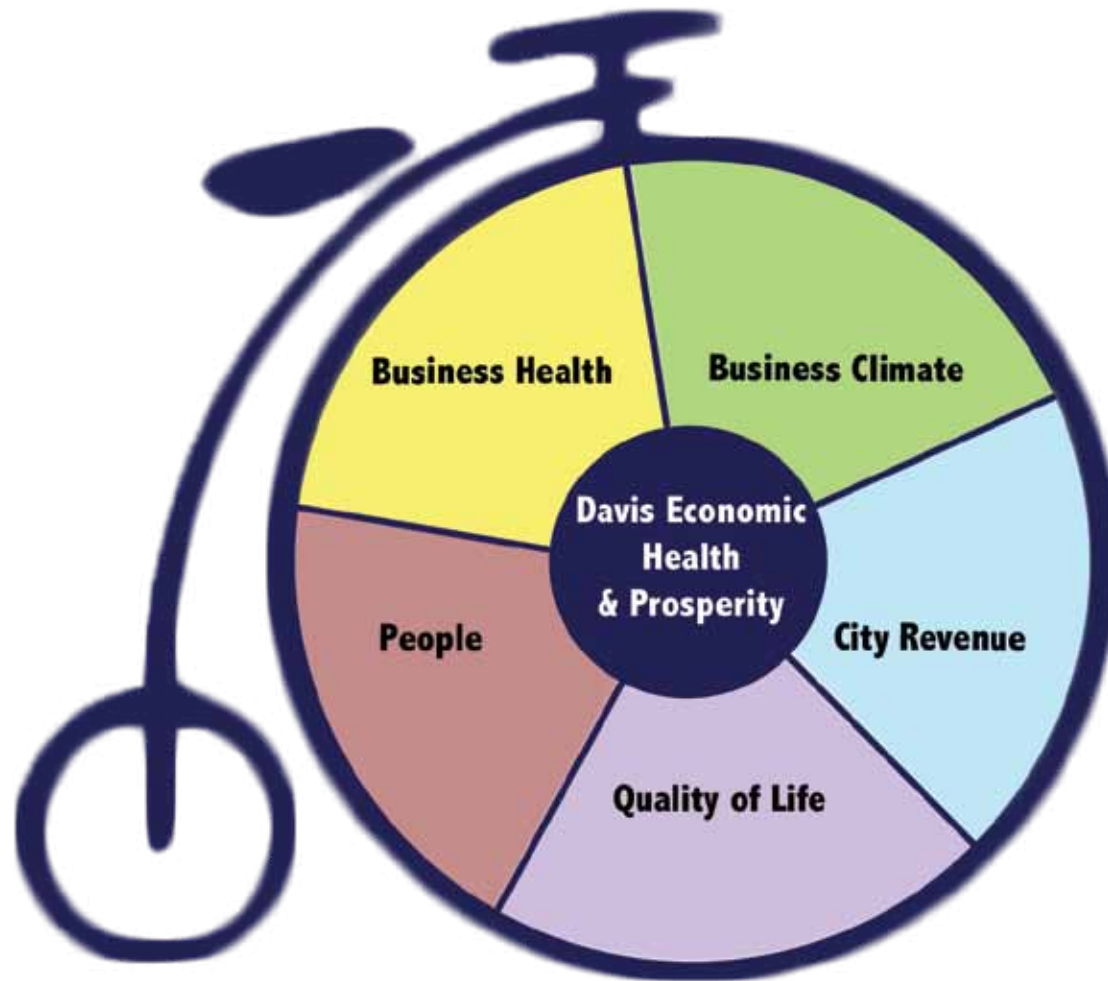 Business Health
Business Climate
Davis Economic
Health
& Prosperity
People
City Revenue
Quality of Life